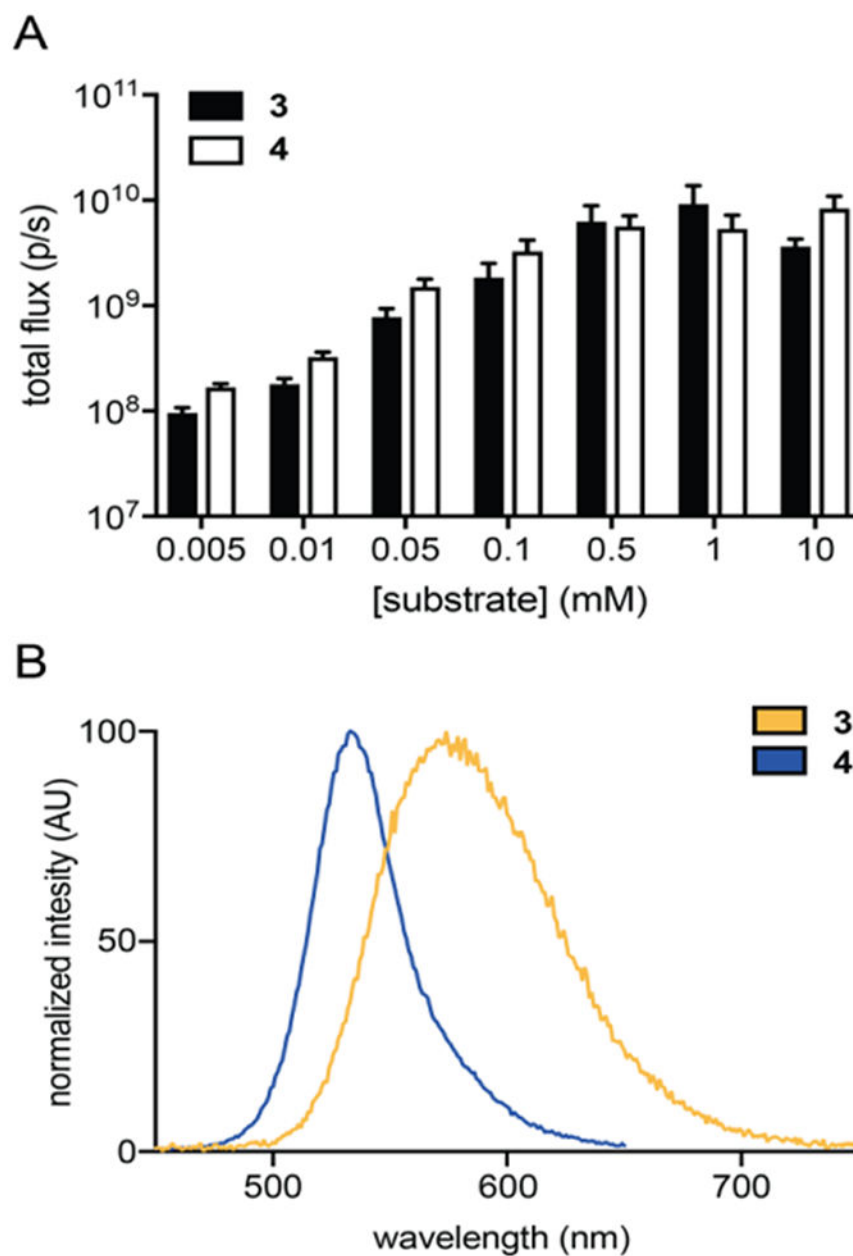 A
10¹¹
10¹⁰
10⁹
10⁸
10⁷
total flux (p/s)
3
4
0.005 0.01 0.05 0.1 0.5 1 10
[substrate] (mM)
B
100
50
0
normalized intesity (AU)
3
4
500 600 700
wavelength (nm)